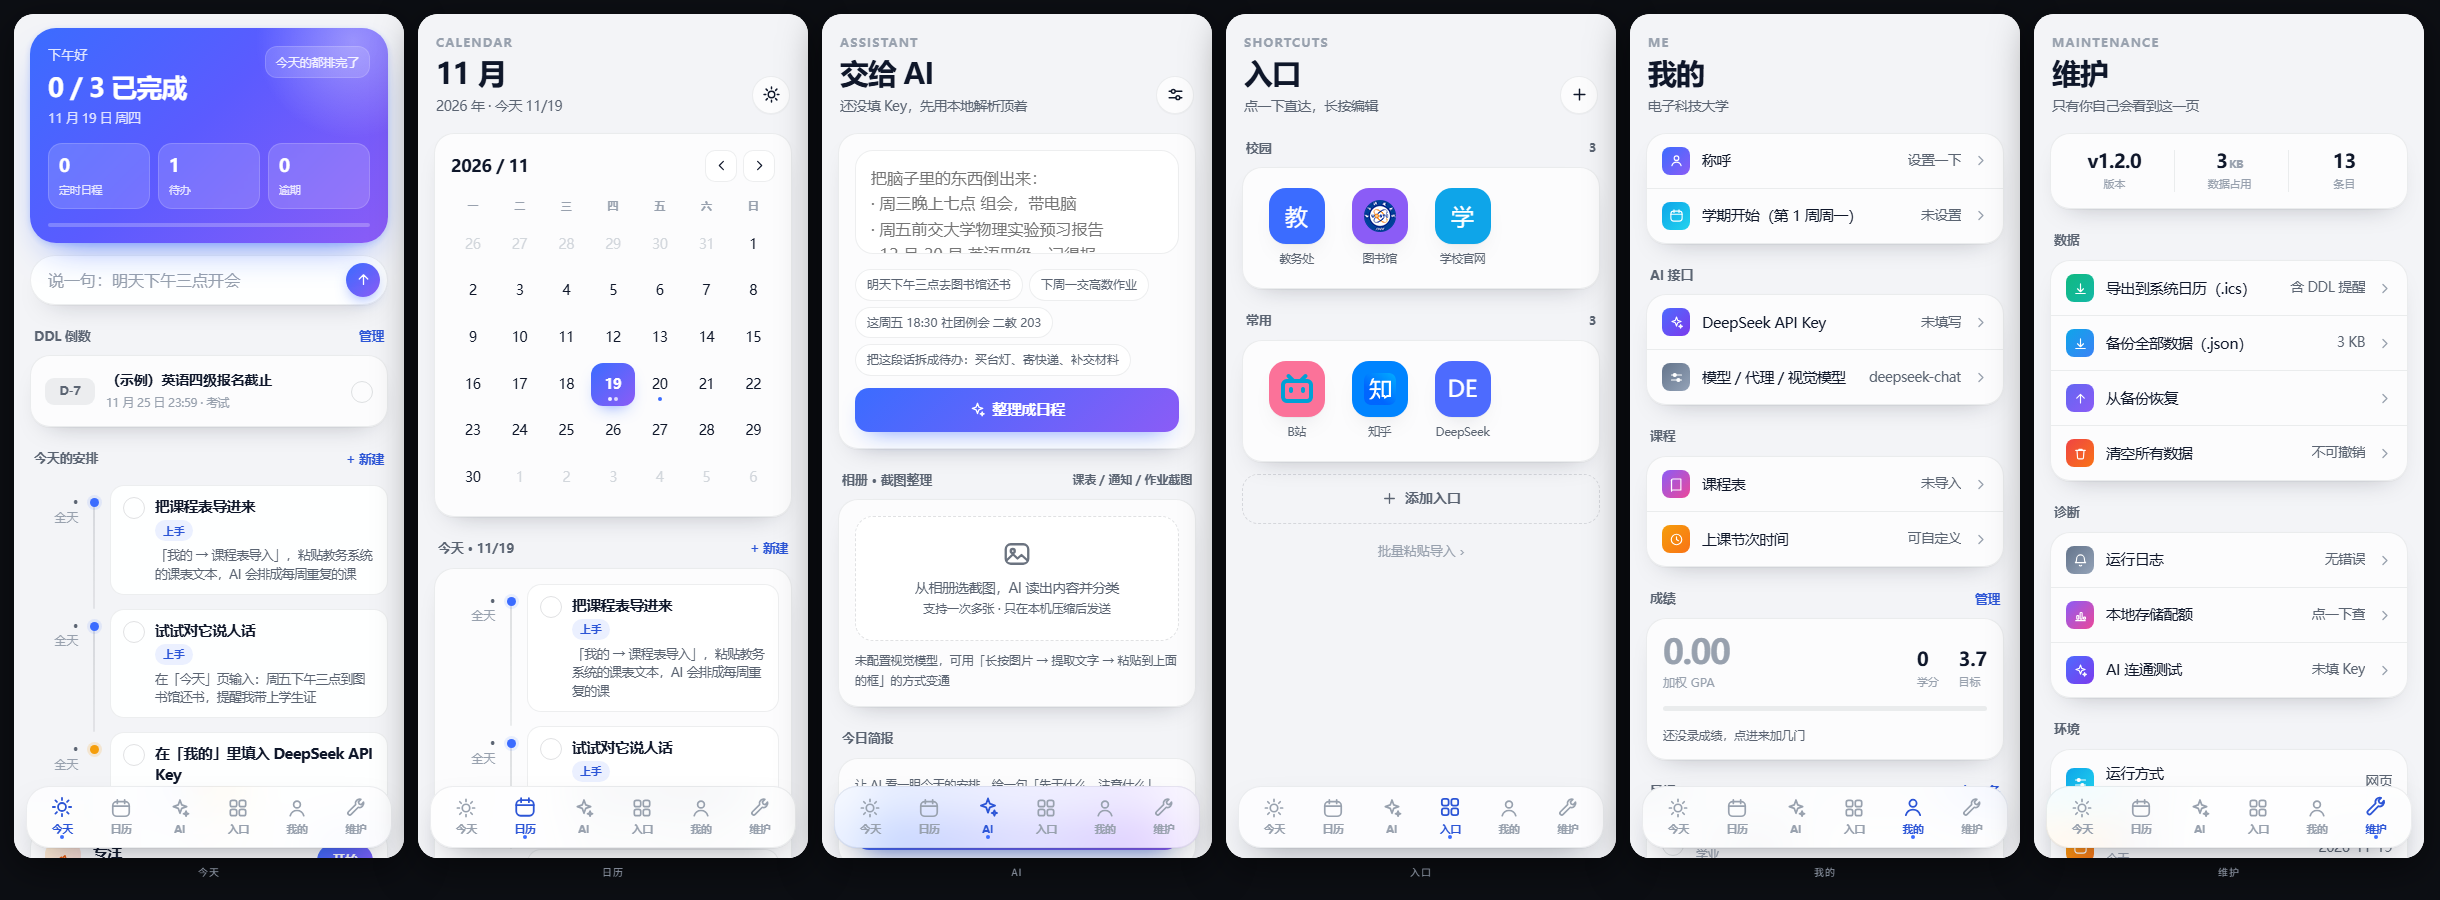 下午好
今天的都排完了
0 / 3 已完成
11 月 19 日 周四
0
定时日程
1
待办
0
逾期
说一句：明天下午三点开会
DDL 倒数
管理
D-7
（示例）英语四级报名截止
11 月 25 日 23:59 · 考试
今天的安排
+ 新建
全天
把课程表导进来
上手
「我的 → 课程表导入」，粘贴教务系统
的课表文本，AI 会排成每周重复的课
全天
试试对它说人话
上手
在「今天」页输入：周五下午三点到图
书馆还书，提醒我带上学生证
全天
在「我的」里填入 DeepSeek API
Key
今天
日历
AI
入口
我的
维护
专注
今天
CALENDAR
11 月
2026 年 · 今天 11/19
2026 / 11
一 二 三 四 五 六 日
26 27 28 29 30 31 1
2 3 4 5 6 7 8
9 10 11 12 13 14 15
16 17 18 19 20 21 22
23 24 25 26 27 28 29
30 1 2 3 4 5 6
今天 • 11/19
+ 新建
全天
把课程表导进来
上手
「我的 → 课程表导入」，粘贴教务
系统的课表文本，AI 会排成每周重
复的课
全天
试试对它说人话
上手
今天
日历
AI
入口
我的
维护
日历
ASSISTANT
交给 AI
还没填 Key，先用本地解析顶着
把脑子里的东西倒出来：
· 周三晚上七点 组会，带电脑
· 周五前交大学物理实验预习报告
明天下午三点去图书馆还书
下周一交高数作业
这周五 18:30 社团例会 二教 203
把这段话拆成待办：买台灯、寄快递、补交材料
整理成日程
相册 • 截图整理
课表 / 通知 / 作业截图
从相册选截图，AI 读出内容并分类
支持一次多张 · 只在本机压缩后发送
未配置视觉模型，可用「长按图片 → 提取文字 → 粘贴到上面
的框」的方式变通
今日简报
让 AI 看一眼今天的安排，给一句「先干什么、注意什么」
今天
日历
AI
入口
我的
维护
AI
SHORTCUTS
入口
点一下直达，长按编辑
校园
3
教
学
教务处
图书馆
学校官网
常用
3
知
DE
B站
知乎
DeepSeek
+ 添加入口
批量粘贴导入 ›
今天
日历
AI
入口
我的
维护
入口
ME
我的
电子科技大学
称呼
设置一下
学期开始（第 1 周周一）
未设置
AI 接口
DeepSeek API Key
未填写
模型 / 代理 / 视觉模型
deepseek-chat
课程
课程表
未导入
上课节次时间
可自定义
成绩
管理
0.00
加权 GPA
0
学分
3.7
目标
还没录成绩，点进来加几门
今天
日历
AI
入口
我的
维护
学业
我的
MAINTENANCE
维护
只有你自己会看到这一页
v1.2.0
版本
3 KB
数据占用
13
条目
数据
导出到系统日历（.ics）
含 DDL 提醒
备份全部数据（.json）
3 KB
从备份恢复
清空所有数据
不可撤销
诊断
运行日志
无错误
本地存储配额
点一下查
AI 连通测试
未填 Key
环境
运行方式
网页
今天
日历
AI
入口
我的
维护
今天
2026-11-19
维护